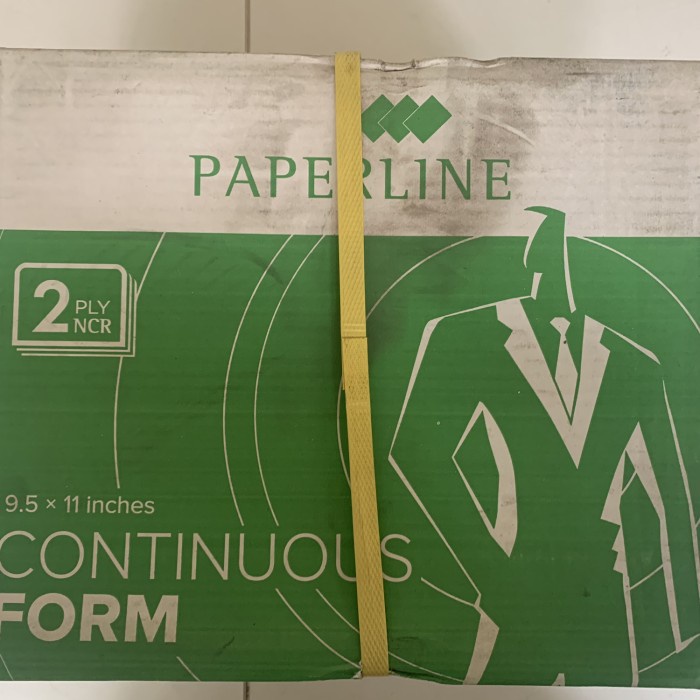 PAPERLINE
2 PLY
NCR
9.5 × 11 inches
CONTINUOUS
FORM